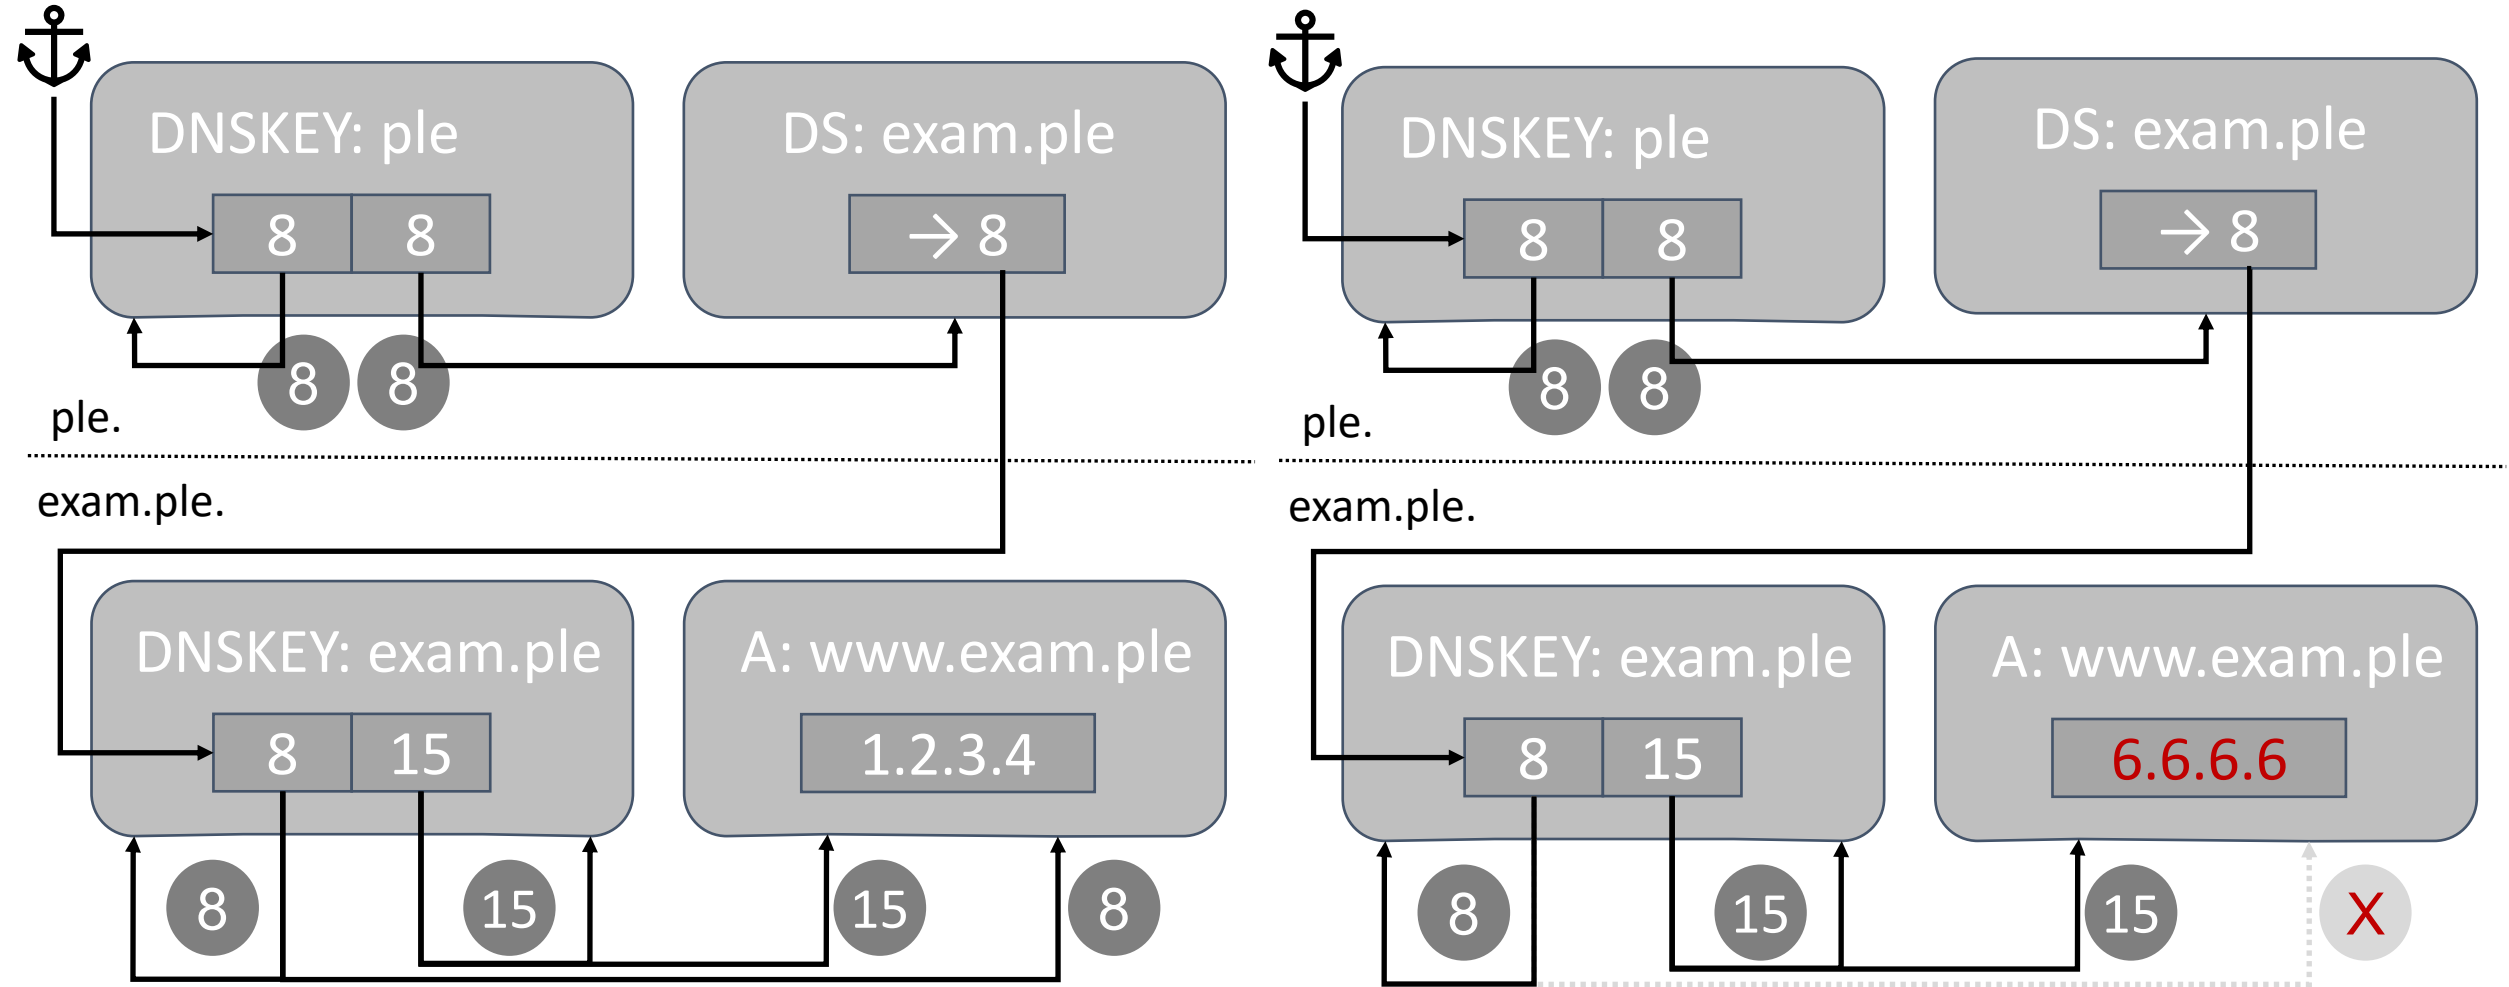 DNSKEY: ple
8 8
8 8
DS: exam.ple
→ 8
ple.
exam.ple.
DNSKEY: exam.ple
8 15
8 15
A: www.exam.ple
1.2.3.4
15 8
DNSKEY: ple
8 8
8 8
DS: exam.ple
→ 8
ple.
exam.ple.
DNSKEY: exam.ple
8 15
8 15
A: www.exam.ple
6.6.6.6
15 X